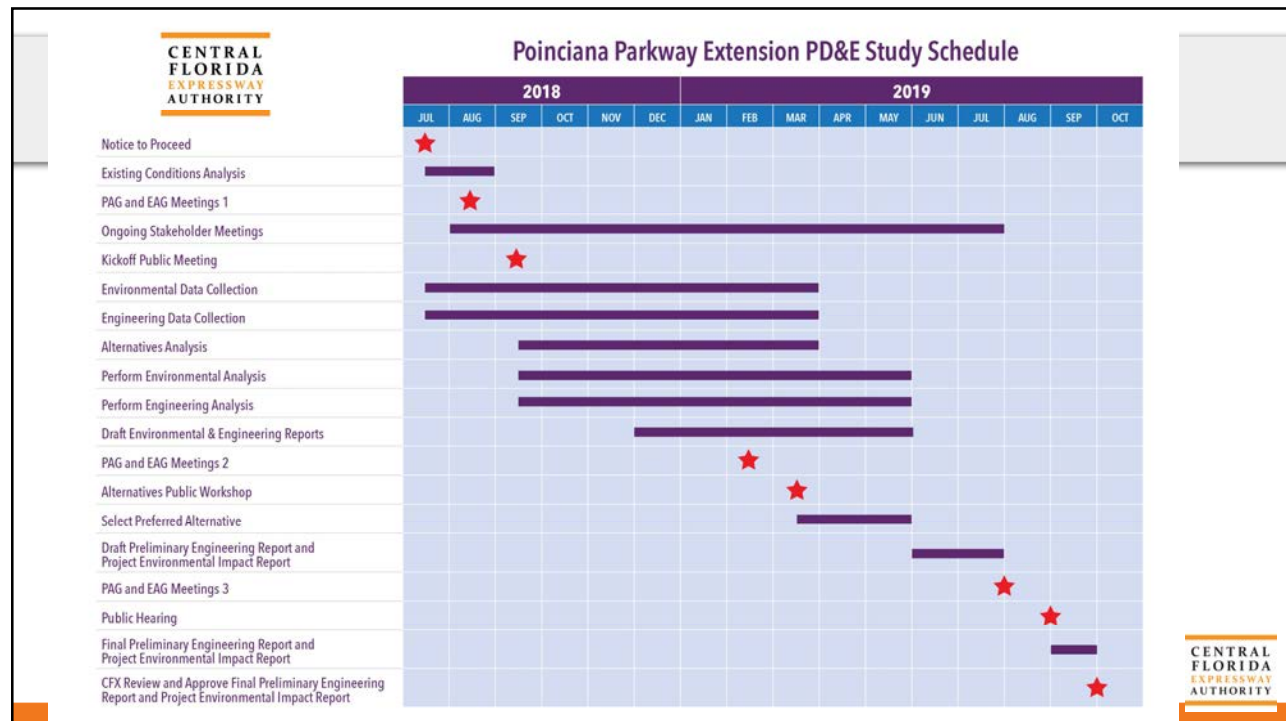 CENTRAL
FLORIDA
EXPRESSWAY
AUTHORITY
Poinciana Parkway Extension PD&E Study Schedule
2018 2019
JUL AUG SEP OCT NOV DEC JAN FEB MAR APR MAY JUN JUL AUG SEP OCT
Notice to Proceed
Existing Conditions Analysis
PAG and EAG Meetings 1
Ongoing Stakeholder Meetings
Kickoff Public Meeting
Environmental Data Collection
Engineering Data Collection
Alternatives Analysis
Perform Environmental Analysis
Perform Engineering Analysis
Draft Environmental & Engineering Reports
PAG and EAG Meetings 2
Alternatives Public Workshop
Select Preferred Alternative
Draft Preliminary Engineering Report and
Project Environmental Impact Report
PAG and EAG Meetings 3
Public Hearing
Final Preliminary Engineering Report and
Project Environmental Impact Report
CFX Review and Approve Final Preliminary Engineering
Report and Project Environmental Impact Report
CENTRAL
FLORIDA
EXPRESSWAY
AUTHORITY